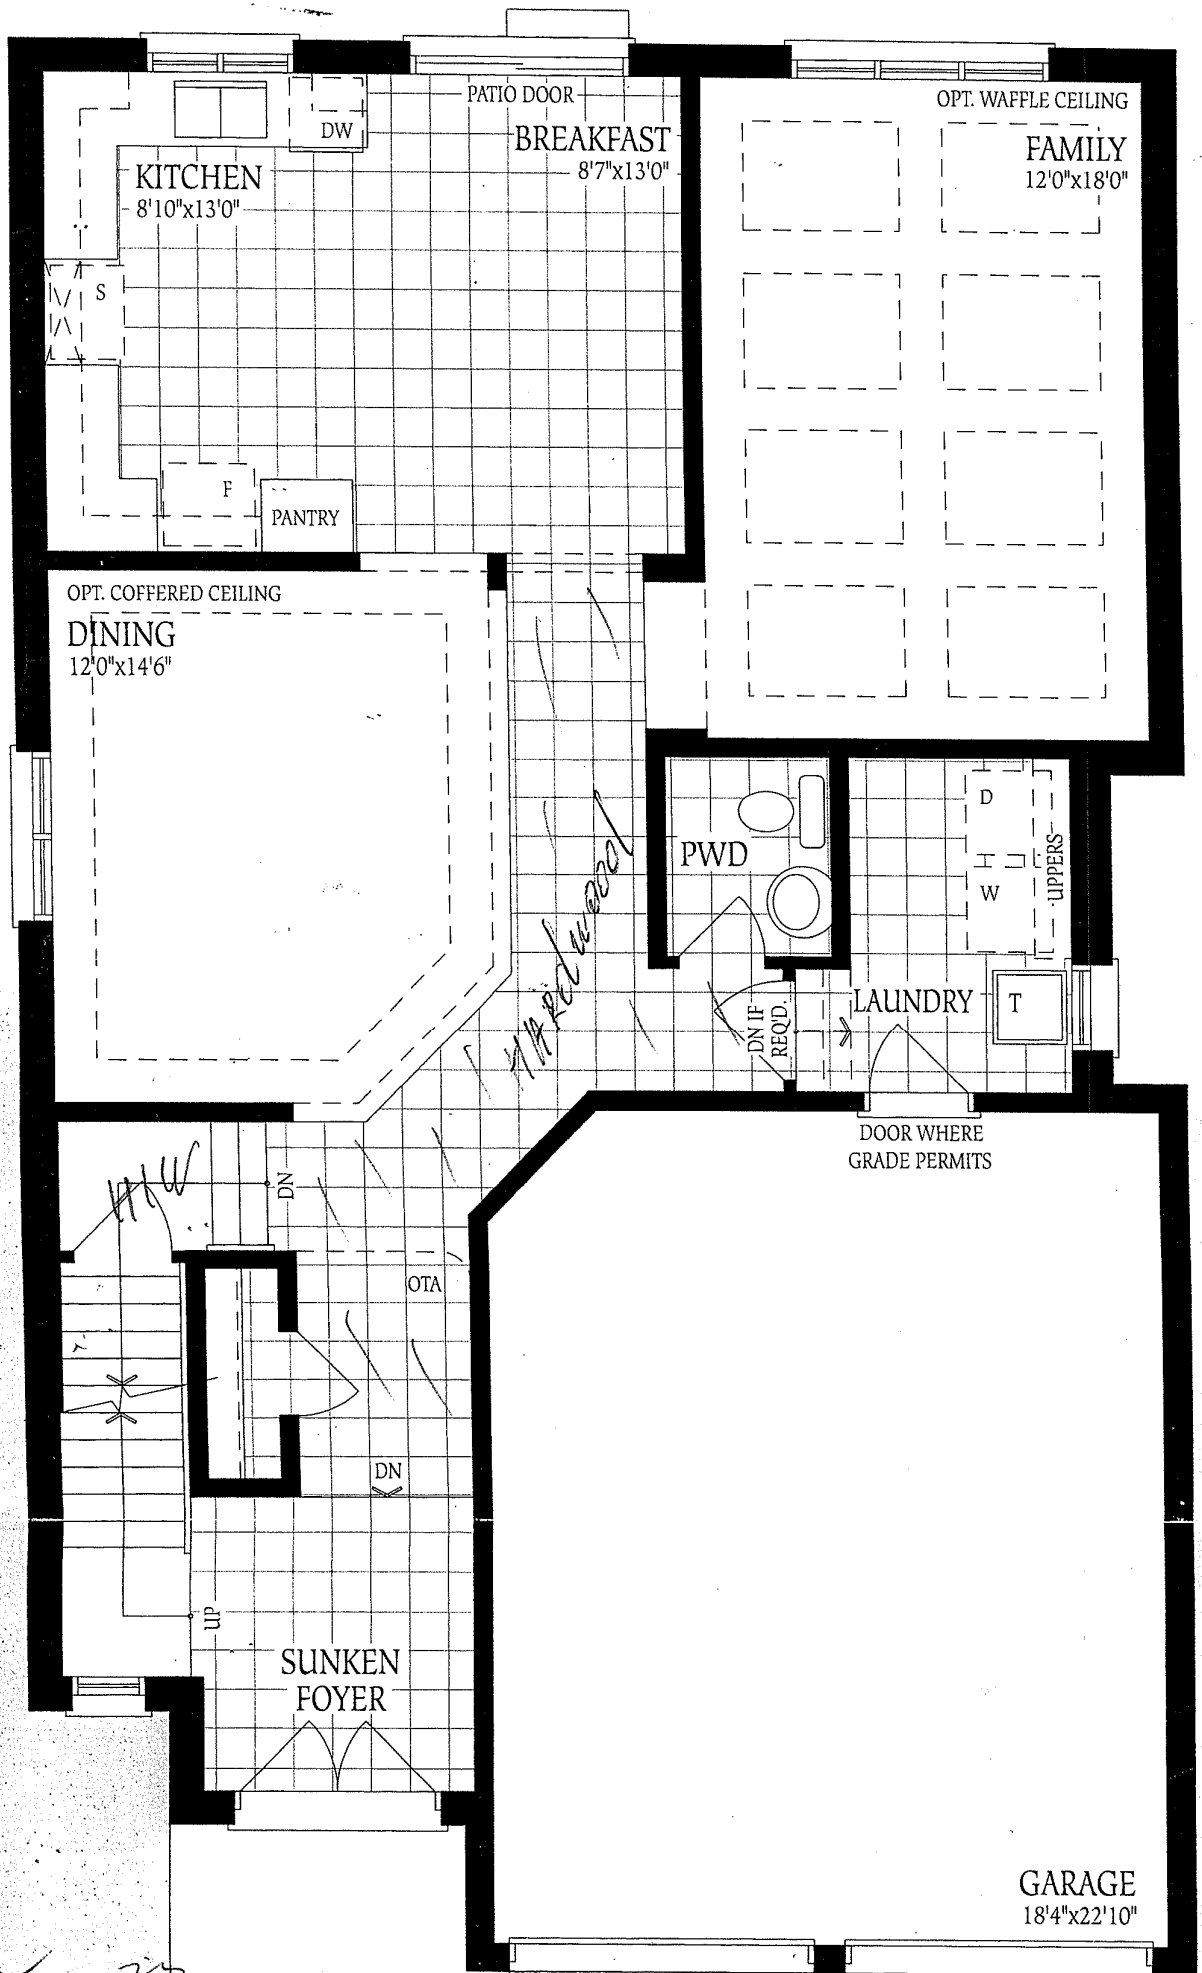 PATIO DOOR
OPT. WAFFLE CEILING
DW
BREAKFAST
8'7"x13'0"
FAMILY
12'0"x18'0"
KITCHEN
8'10"x13'0"
S
F
PANTRY
OPT. COFFERED CEILING
DINING
12'0"x14'6"
D
PWD
UPPERS
W
HARdwood
LAUNDRY
T
DN IF
REQ'D.
DOOR WHERE
GRADE PERMITS
H/W
DN
OTA
DN
UP
SUNKEN
FOYER
GARAGE
18'4"x22'10"